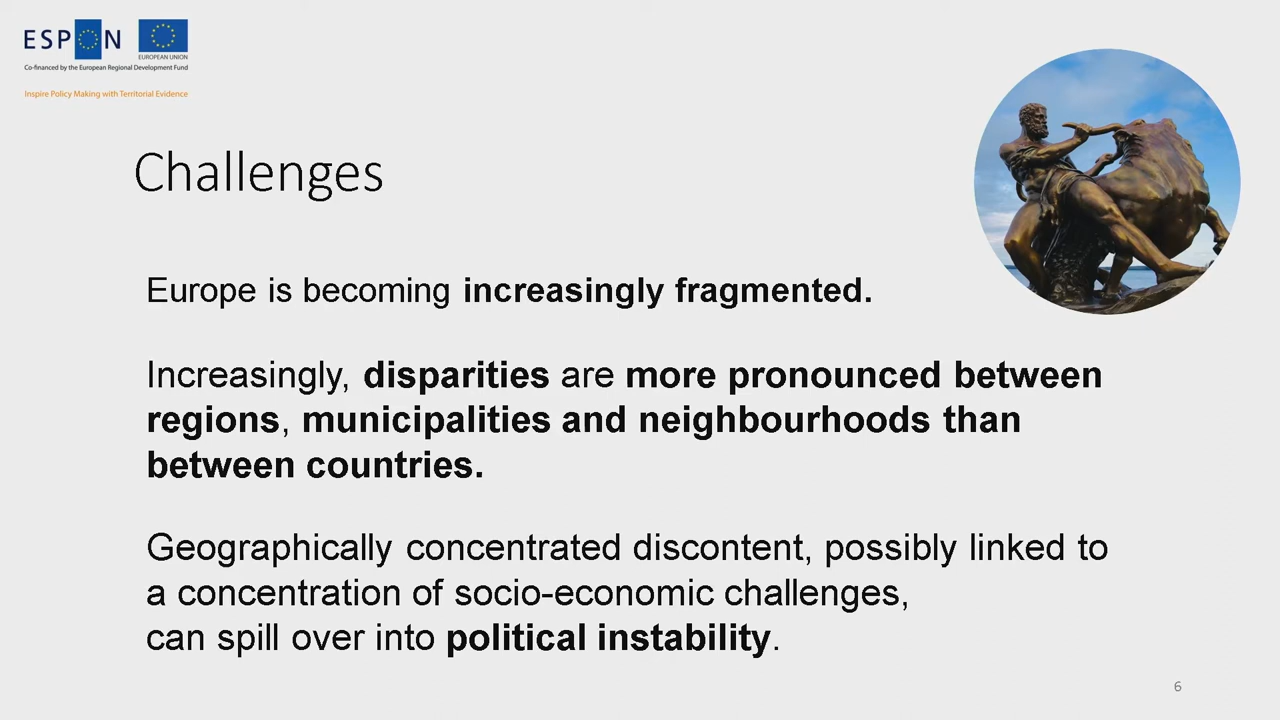 ESPON
EUROPEAN UNION
Co-financed by the European Regional Development Fund
Inspire Policy Making with Territorial Evidence
Challenges
Europe is becoming increasingly fragmented.
Increasingly, disparities are more pronounced between
regions, municipalities and neighbourhoods than
between countries.
Geographically concentrated discontent, possibly linked to
a concentration of socio-economic challenges,
can spill over into political instability.
6